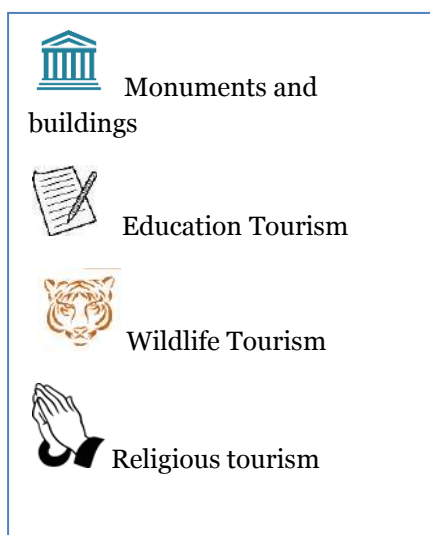 Monuments and
buildings
Education Tourism
Wildlife Tourism
Religious tourism